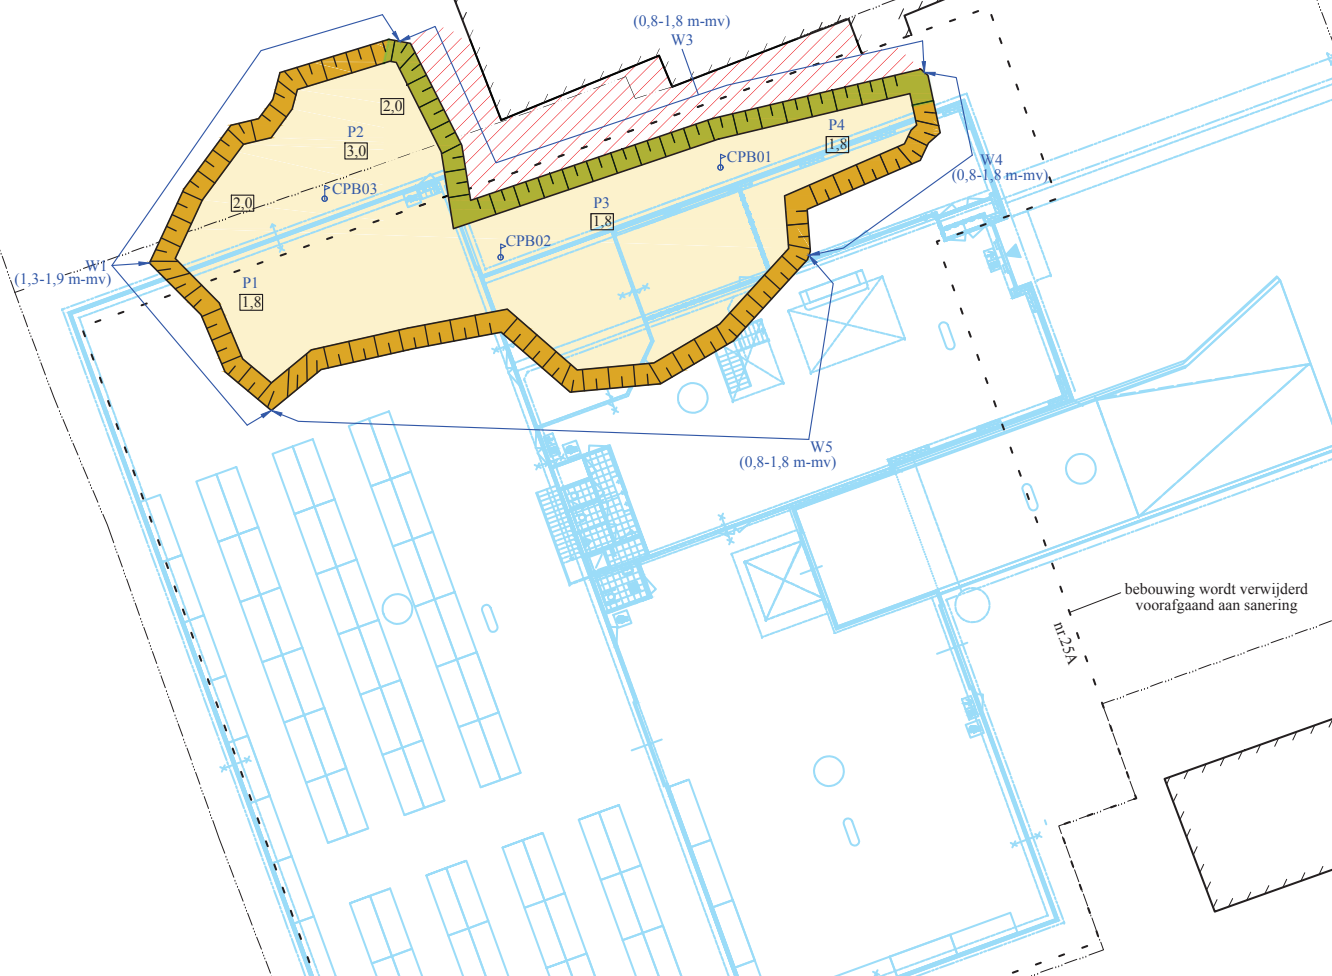 (0,8-1,8 m-mv)
W3
2,0
P2
3,0
P4
1,8
CPB01
W4
(0,8-1,8 m-mv)
CPB03
2,0
P3
1,8
CPB02
W1
(1,3-1,9 m-mv)
P1
1,8
W5
(0,8-1,8 m-mv)
bebouwing wordt verwijderd
voorafgaand aan sanering
nr.25A